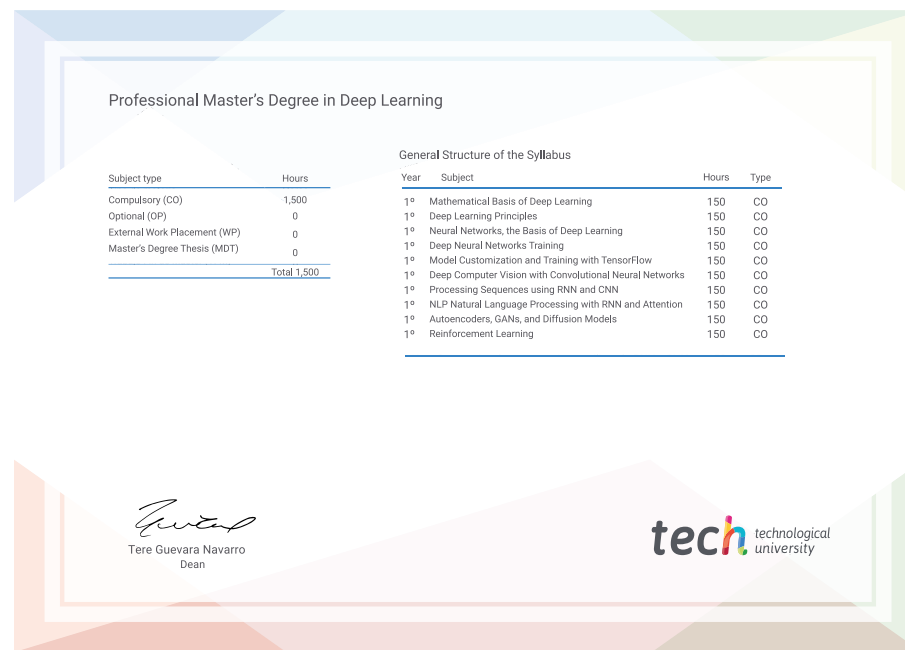 Professional Master's Degree in Deep Learning
Subject type Hours
Compulsory (CO) 1,500
Optional (OP) 0
External Work Placement (WP) 0
Master's Degree Thesis (MDT) 0
Total 1,500
General Structure of the Syllabus
Year Subject Hours Type
1º Mathematical Basis of Deep Learning 150 CO
1º Deep Learning Principles 150 CO
1º Neural Networks, the Basis of Deep Learning 150 CO
1º Deep Neural Networks Training 150 CO
1º Model Customization and Training with TensorFlow 150 CO
1º Deep Computer Vision with Convolutional Neural Networks 150 CO
1º Processing Sequences using RNN and CNN 150 CO
1º NLP Natural Language Processing with RNN and Attention 150 CO
1º Autoencoders, GANs, and Diffusion Models 150 CO
1º Reinforcement Learning 150 CO
Tere Guevara Navarro
Dean
tech technological
university